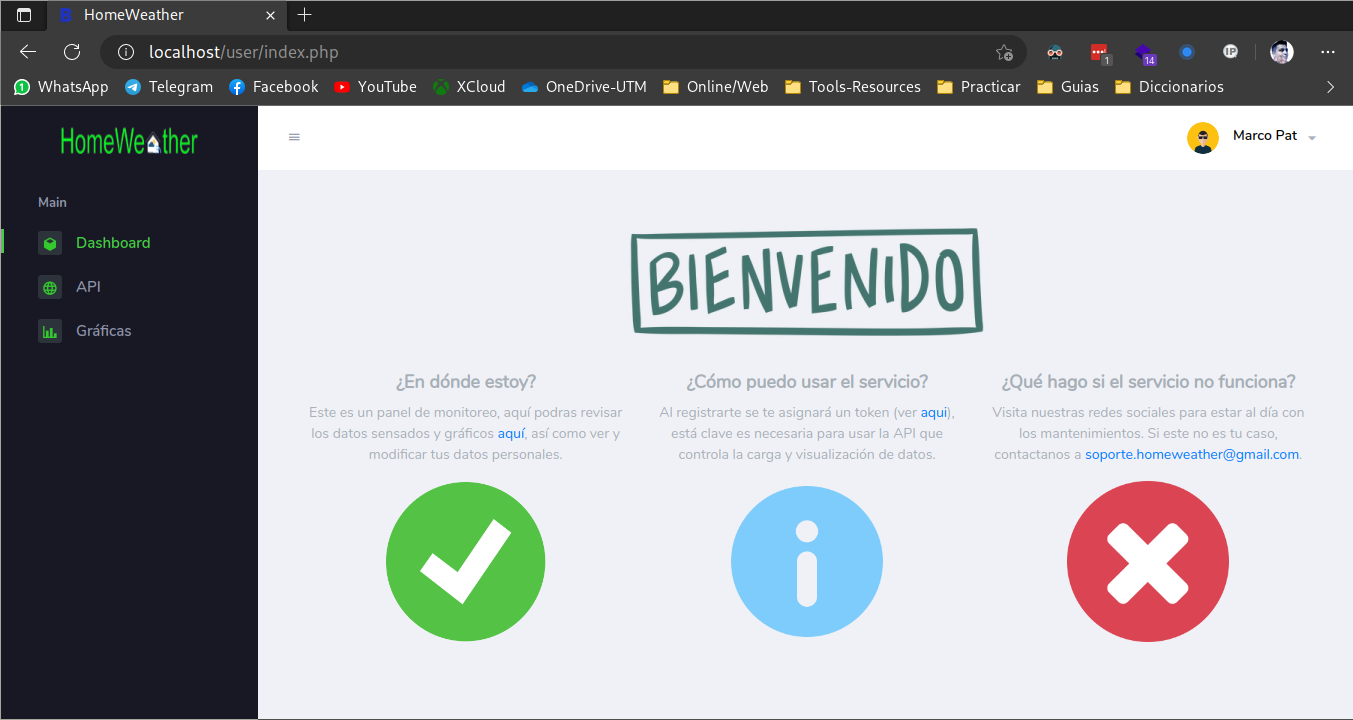 HomeWeather
localhost/user/index.php
1
14
IP
WhatsApp
Telegram
Facebook
YouTube
XCloud
OneDrive-UTM
Online/Web
Tools-Resources
Practicar
Guias
Diccionarios
HomeWeather
Marco Pat
Main
Dashboard
API
Gráficas
BIENVENIDO
¿En dónde estoy?
Este es un panel de monitoreo, aquí podras revisar
los datos sensados y gráficos aquí, así como ver y
modificar tus datos personales.
¿Cómo puedo usar el servicio?
Al registrarte se te asignará un token (ver aqui),
está clave es necesaria para usar la API que
controla la carga y visualización de datos.
¿Qué hago si el servicio no funciona?
Visita nuestras redes sociales para estar al día con
los mantenimientos. Si este no es tu caso,
contactanos a soporte.homeweather@gmail.com.